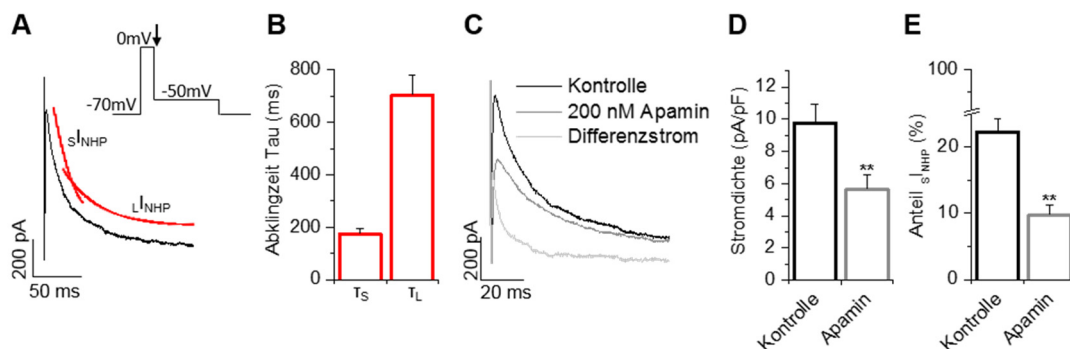 A
0mV
-70mV
-50mV
SINHP
LINHP
200 pA
50 ms
B
Abklingzeit Tau (ms)
800
600
400
200
0
τS
τL
C
Kontrolle
200 nM Apamin
Differenzstrom
200 pA
20 ms
D
Stromdichte (pA/pF)
12
10
8
6
4
2
0
**
Kontrolle
Apamin
E
Anteil SINHP (%)
100
20
10
0
**
Kontrolle
Apamin